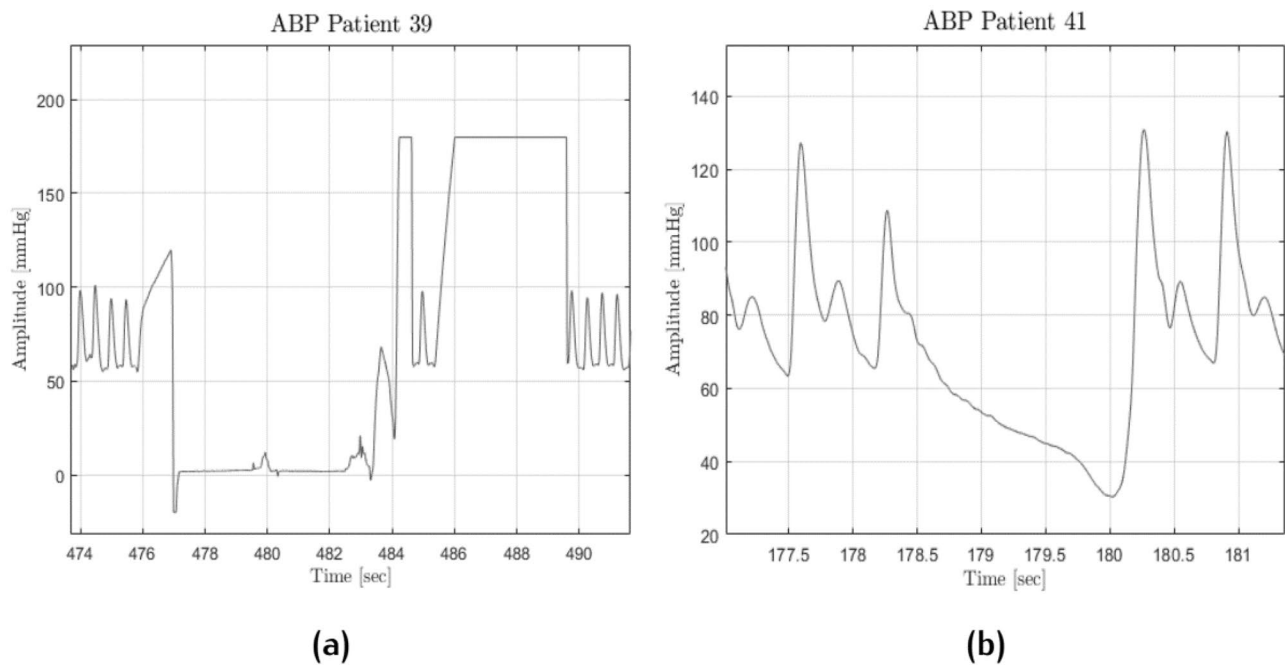 ABP Patient 39
200
150
100
50
0
Amplitude [mmHg]
474 476 478 480 482 484 486 488 490
Time [sec]
(a)
ABP Patient 41
140
120
100
80
60
40
20
Amplitude [mmHg]
177.5 178 178.5 179 179.5 180 180.5 181
Time [sec]
(b)